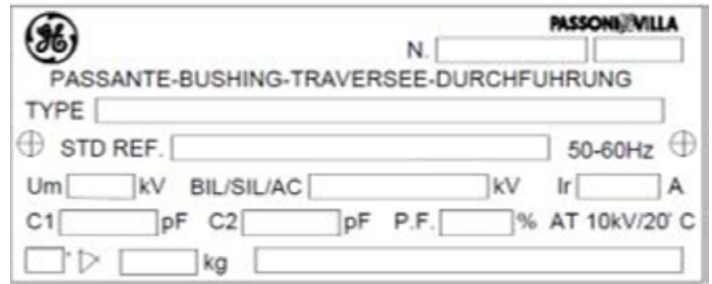 GE PASSONI VILLA
N.
PASSANTE-BUSHING-TRAVERSEE-DURCHFUHRUNG
TYPE
STD REF. 50-60Hz
Um kV BIL/SIL/AC kV Ir A
C1 pF C2 pF P.F. % AT 10kV/20° C
° kg